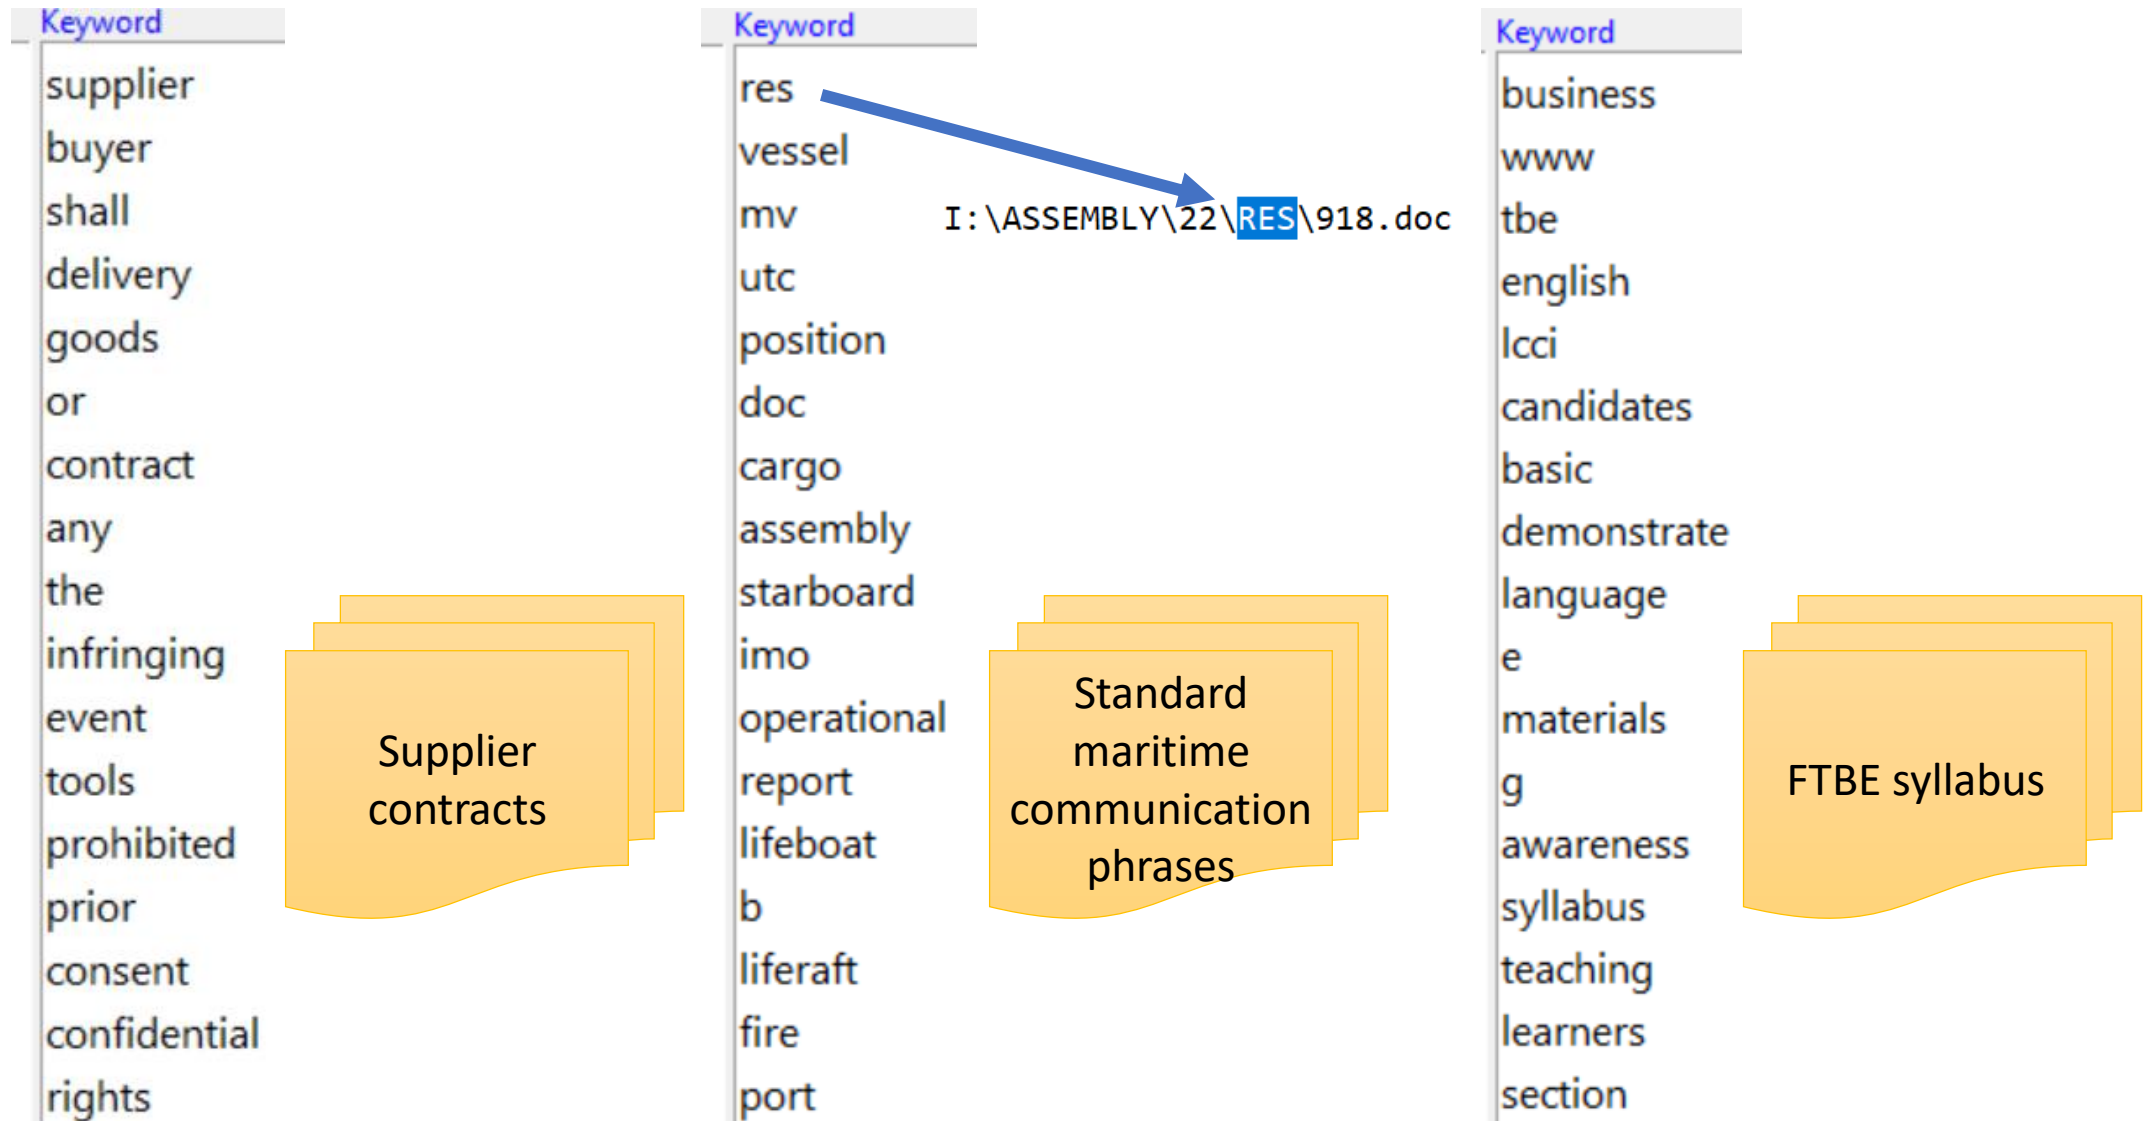 Keyword
supplier
buyer
shall
delivery
goods
or
contract
any
the
infringing
event
tools
prohibited
prior
consent
confidential
rights
Supplier
contracts
Keyword
res
vessel
mv
utc
position
doc
cargo
assembly
starboard
imo
operational
report
lifeboat
b
liferaft
fire
port
I:\ASSEMBLY\22\RES\918.doc
Standard
maritime
communication
phrases
Keyword
business
www
tbe
english
lcci
candidates
basic
demonstrate
language
e
materials
g
awareness
syllabus
teaching
learners
section
FTBE syllabus